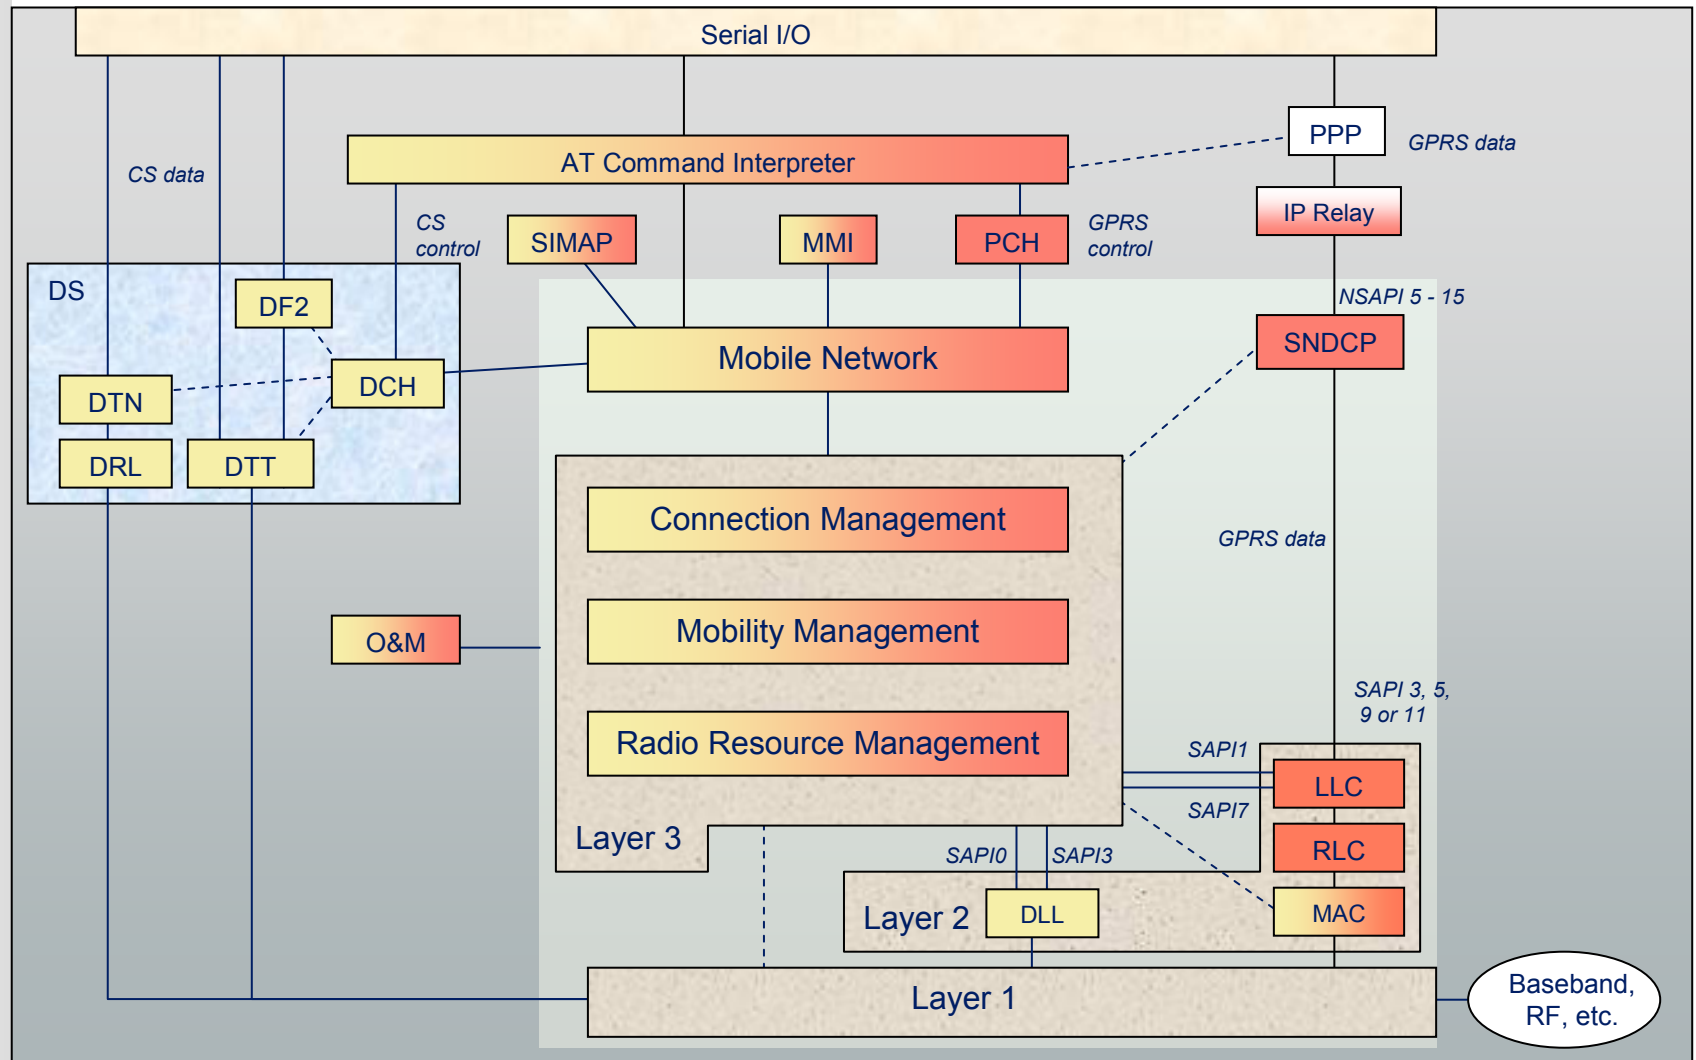 Serial I/O
PPP
GPRS data
AT Command Interpreter
CS data
IP Relay
CS
control
SIMAP
MMI
PCH
GPRS
control
DS
DF2
NSAPI 5 - 15
SNDCP
Mobile Network
DCH
DTN
DRL
DTT
Connection Management
GPRS data
Mobility Management
O&M
SAPI 3, 5,
9 or 11
Radio Resource Management
SAPI1
LLC
SAPI7
Layer 3
SAPI0
SAPI3
RLC
Layer 2
DLL
MAC
Layer 1
Baseband,
RF, etc.